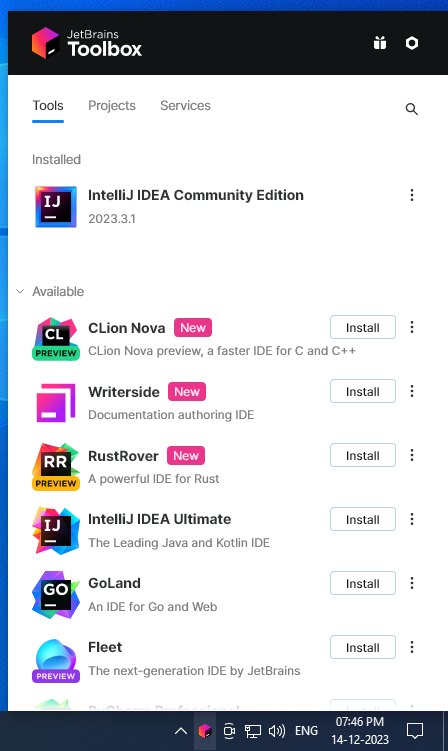 JetBrains
Toolbox
Tools Projects Services
Installed
IJ
IntelliJ IDEA Community Edition
2023.3.1
Available
CL
PREVIEW
CLion Nova New
Install
CLion Nova preview, a faster IDE for C and C++
Writerside New
Install
Documentation authoring IDE
RR
PREVIEW
RustRover New
Install
A powerful IDE for Rust
IJ
IntelliJ IDEA Ultimate
Install
The Leading Java and Kotlin IDE
GO
GoLand
Install
An IDE for Go and Web
PREVIEW
Fleet
Install
The next-generation IDE by JetBrains
PyCharm Professional
Install
ENG
07:46 PM
14-12-2023